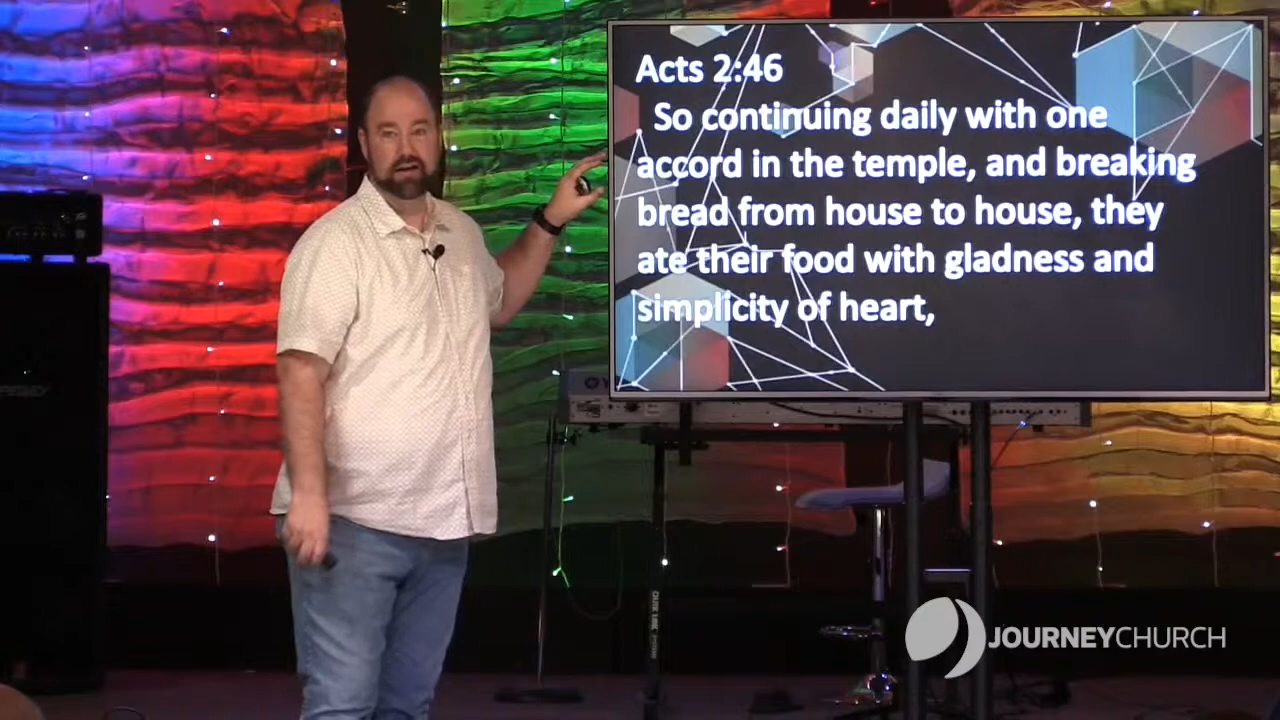 Acts 2:46
So continuing daily with one
accord in the temple, and breaking
bread from house to house, they
ate their food with gladness and
simplicity of heart,
JOURNEYCHURCH